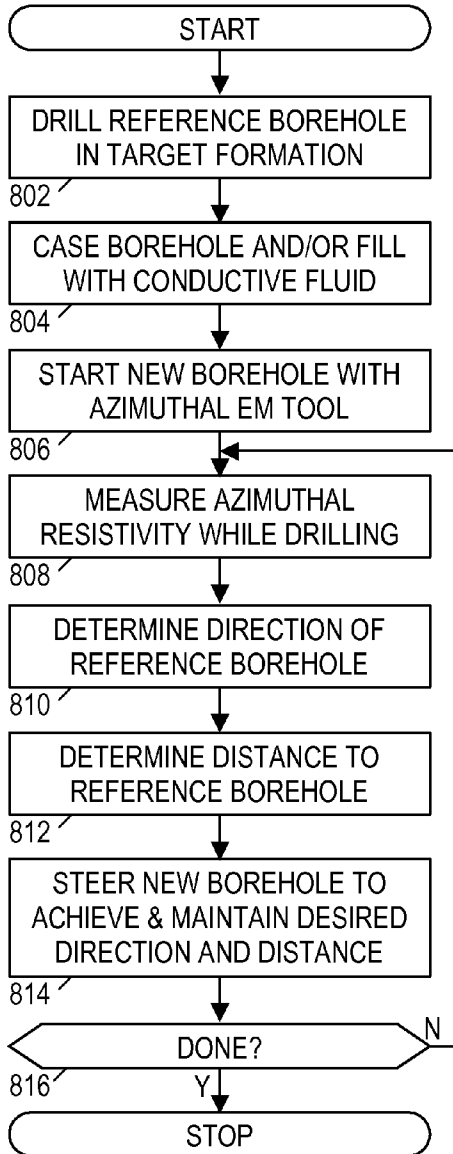 START
DRILL REFERENCE BOREHOLE
IN TARGET FORMATION
802
CASE BOREHOLE AND/OR FILL
WITH CONDUCTIVE FLUID
804
START NEW BOREHOLE WITH
AZIMUTHAL EM TOOL
806
MEASURE AZIMUTHAL
RESISTIVITY WHILE DRILLING
808
DETERMINE DIRECTION OF
REFERENCE BOREHOLE
810
DETERMINE DISTANCE TO
REFERENCE BOREHOLE
812
STEER NEW BOREHOLE TO
ACHIEVE & MAINTAIN DESIRED
DIRECTION AND DISTANCE
814
DONE?
N
816
Y
STOP